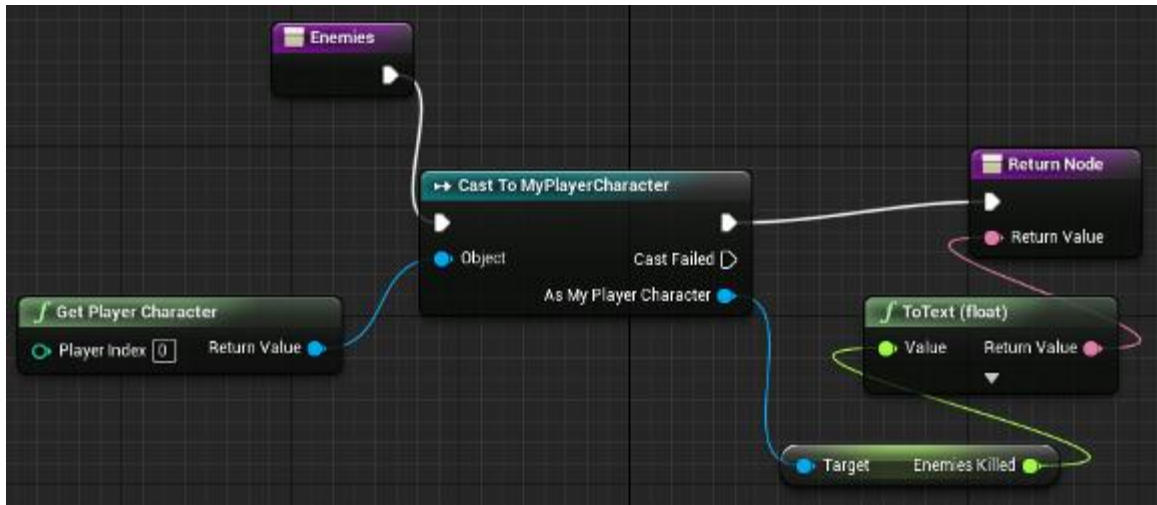 Enemies
Cast To MyPlayerCharacter
Object
Cast Failed
As My Player Character
Get Player Character
Player Index 0
Return Value
Return Node
Return Value
ToText (float)
Value
Return Value
Target
Enemies Killed